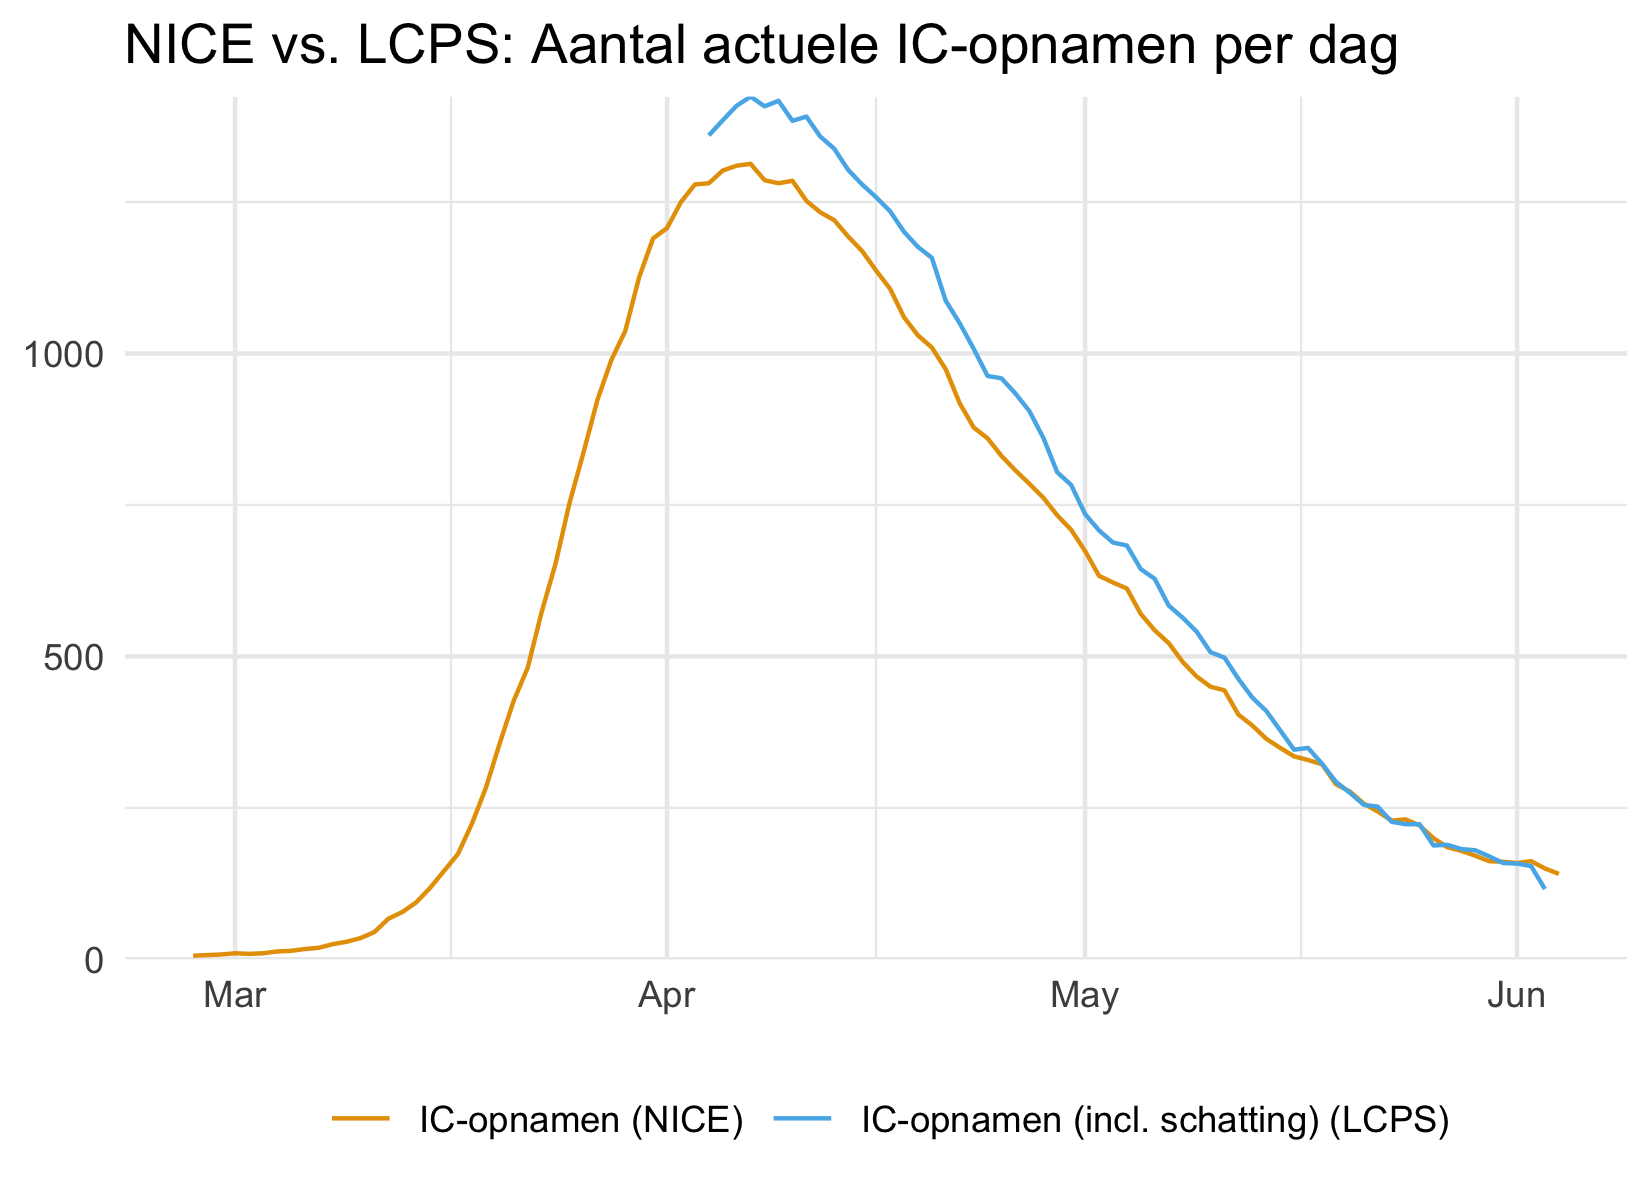 NICE vs. LCPS: Aantal actuele IC-opnamen per dag
1000
500
0
Mar Apr May Jun
IC-opnamen (NICE) IC-opnamen (incl. schatting) (LCPS)